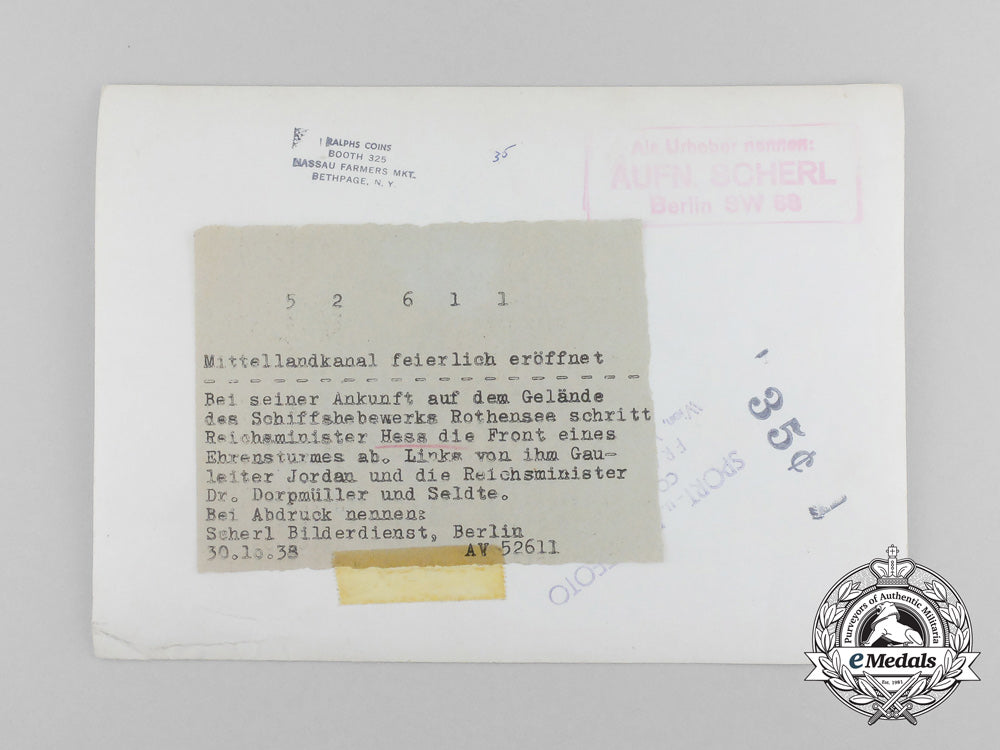 RALPHS COINS
BOOTH 325
NASSAU FARMERS MKT.
BETHPAGE, N. Y.
35
Als Urheber nennen:
AUFN. SCHERL
Berlin SW 68
5 2 6 1 1
Mittellandkanal feierlich eröffnet
Bei seiner Ankunft auf dem Gelände
des Schiffshebewerks Rothensee schritt
Reichsminister Hess die Front eines
Ehrensturmes ab. Links von ihm Gau-
leiter Jordan und die Reichsminister
Dr. Dorpmüller und Seldte.
Bei Abdruck nennen:
Scherl Bilderdienst, Berlin
30.10.38 AV 52611
35¢
SPORT-
FOTO
Purveyors of Authentic Militaria
eMedals
Est. 1981